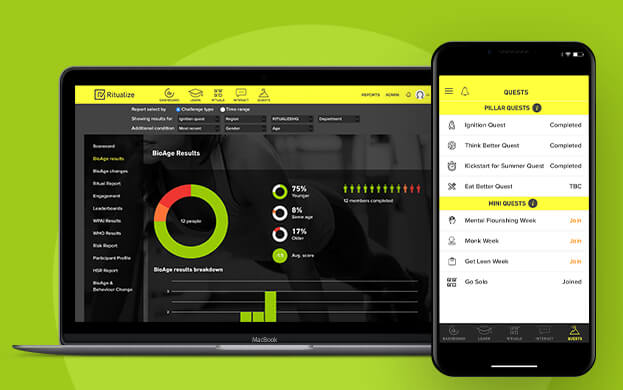 Ritualize
DASHBOARD LEARN RITUALS INTERACT QUESTS
REPORTS ADMIN
Report select by Challenge type Time range
Showing results for Ignition quest Region RITUALIZING Department
Additional condition Most recent Gender Age
Scorecard
BioAge results
BioAge changes
Ritual Report
Engagement
Leaderboards
WPAI Results
WHO Results
Risk Report
Participant Profile
HSR Report
BioAge &
Behaviour Change
BioAge Results
12 people
75%
Younger
8%
Same age
17%
Older
Avg. score
12 members completed
BioAge results breakdown
3
2
1
MacBook
QUESTS
PILLAR QUESTS i
Ignition Quest Completed
Think Better Quest Completed
Kickstart for Summer Quest Completed
Eat Better Quest TBC
MINI QUESTS i
Mental Flourishing Week Join
Monk Week Join
Get Leen Week Join
Go Solo Joined
DASHBOARD LEARN RITUALS INTERACT QUESTS